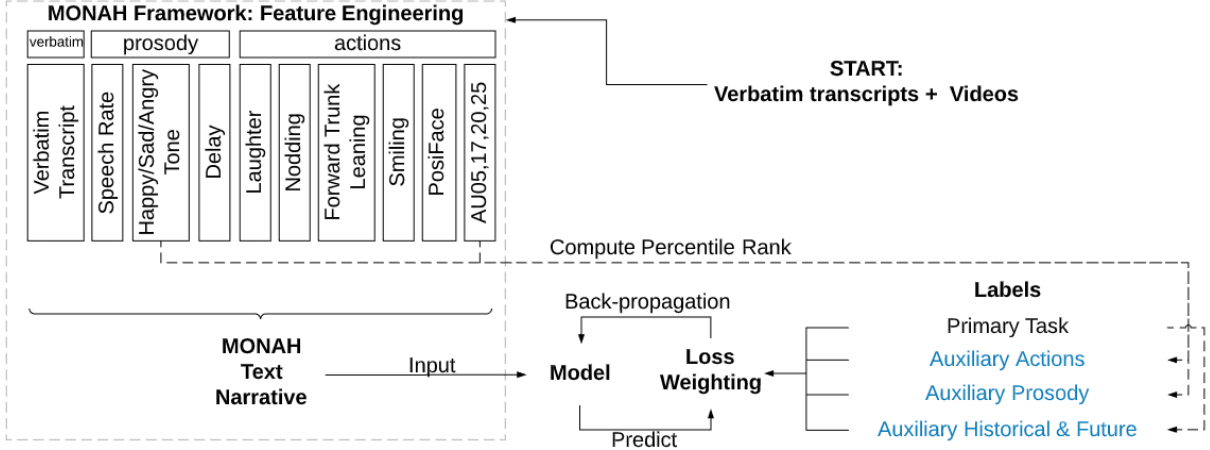 MONAH Framework: Feature Engineering
verbatim
prosody
actions
Verbatim
Transcript
Speech Rate
Happy/Sad/Angry
Tone
Delay
Laughter
Nodding
Forward Trunk
Leaning
Smiling
PosiFace
AU05,17,20,25
START:
Verbatim transcripts + Videos
Compute Percentile Rank
MONAH
Text
Narrative
Input
Back-propagation
Model
Loss
Weighting
Predict
Labels
Primary Task
Auxiliary Actions
Auxiliary Prosody
Auxiliary Historical & Future